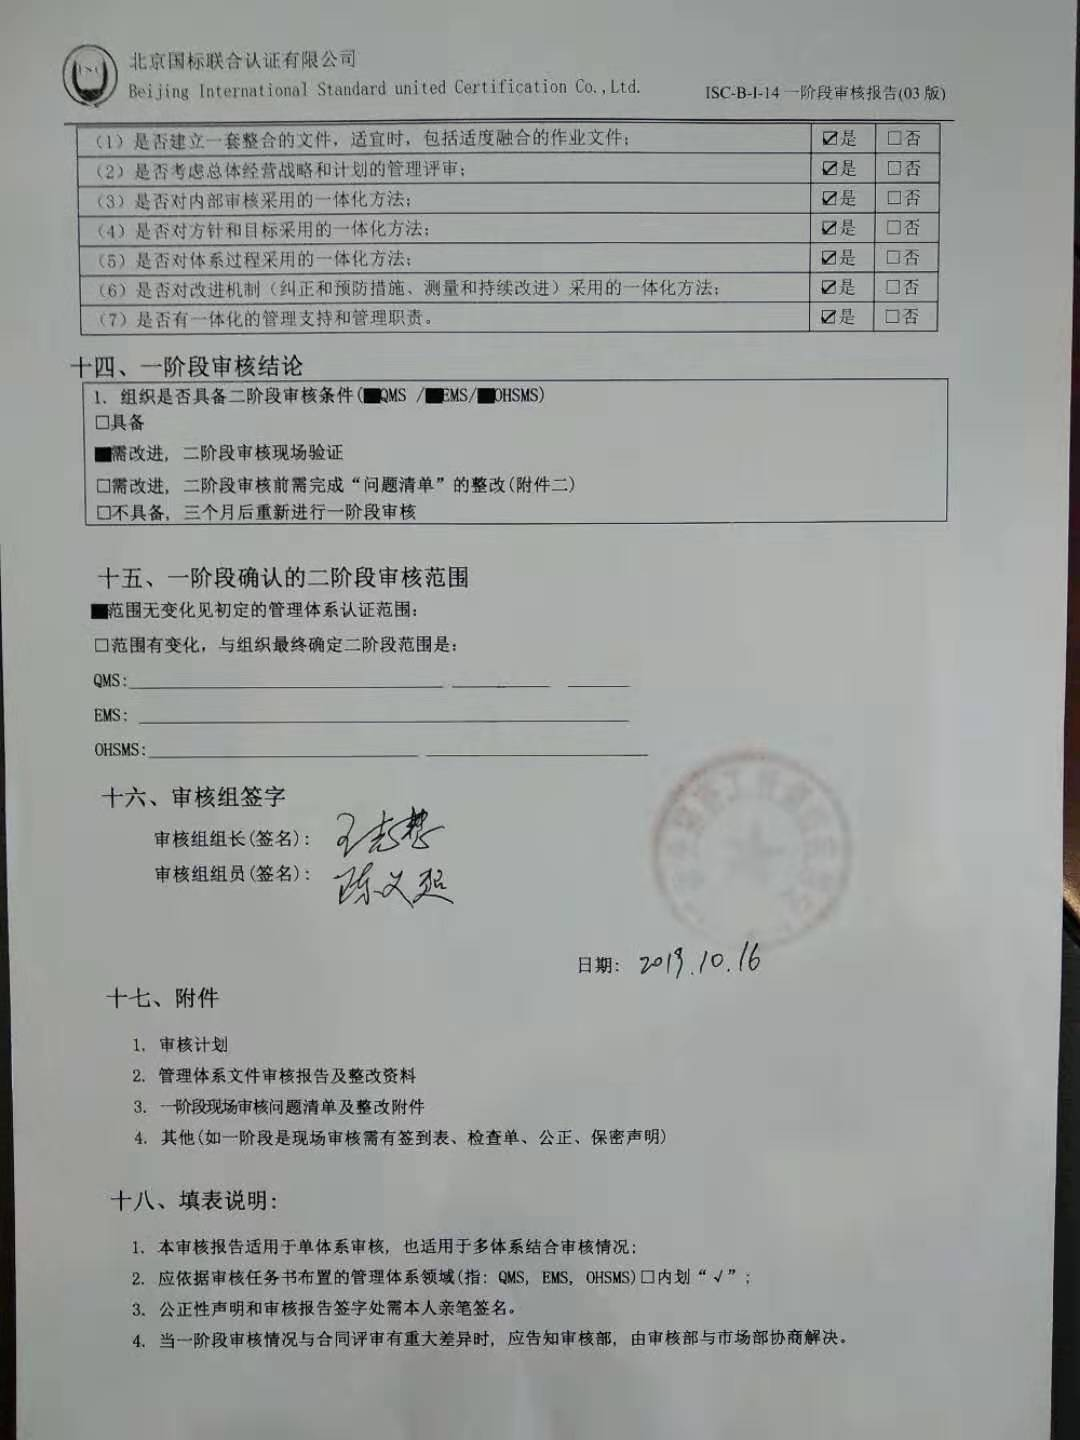 北京国标联合认证有限公司
Beijing International Standard united Certification Co.,Ltd.
ISC-B-I-14 一阶段审核报告(03 版)
(1) 是否建立一套整合的文件，适宜时，包括适度融合的作业文件； ☑是 □否
(2) 是否考虑总体经营战略和计划的管理评审； ☑是 □否
(3) 是否对内部审核采用的一体化方法； ☑是 □否
(4) 是否对方针和目标采用的一体化方法； ☑是 □否
(5) 是否对体系过程采用的一体化方法； ☑是 □否
(6) 是否对改进机制（纠正和预防措施、测量和持续改进）采用的一体化方法； ☑是 □否
(7) 是否有一体化的管理支持和管理职责。 ☑是 □否
十四、一阶段审核结论
1. 组织是否具备二阶段审核条件(■QMS /■EMS/■OHSMS)
□具备
■需改进, 二阶段审核现场验证
□需改进, 二阶段审核前需完成“问题清单”的整改(附件二)
□不具备, 三个月后重新进行一阶段审核
十五、一阶段确认的二阶段审核范围
■范围无变化见初定的管理体系认证范围:
□范围有变化, 与组织最终确定二阶段范围是:
QMS:
EMS:
OHSMS:
十六、审核组签字
审核组组长(签名):
审核组组员(签名): 陈义超
日期: 2019.10.16
十七、附件
1. 审核计划
2. 管理体系文件审核报告及整改资料
3. 一阶段现场审核问题清单及整改附件
4. 其他(如一阶段是现场审核需有签到表、检查单、公正、保密声明)
十八、填表说明:
1. 本审核报告适用于单体系审核, 也适用于多体系结合审核情况;
2. 应依据审核任务书布置的管理体系领域(指: QMS, EMS, OHSMS)□内划“√”;
3. 公正性声明和审核报告签字处需本人亲笔签名。
4. 当一阶段审核情况与合同评审有重大差异时, 应告知审核部, 由审核部与市场部协商解决。